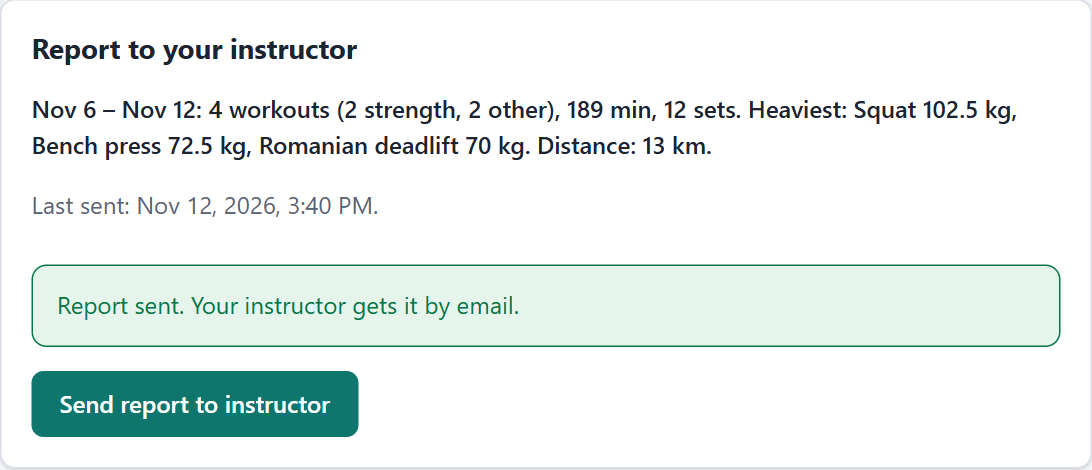 Report to your instructor
Nov 6 – Nov 12: 4 workouts (2 strength, 2 other), 189 min, 12 sets. Heaviest: Squat 102.5 kg,
Bench press 72.5 kg, Romanian deadlift 70 kg. Distance: 13 km.
Last sent: Nov 12, 2026, 3:40 PM.
Report sent. Your instructor gets it by email.
Send report to instructor